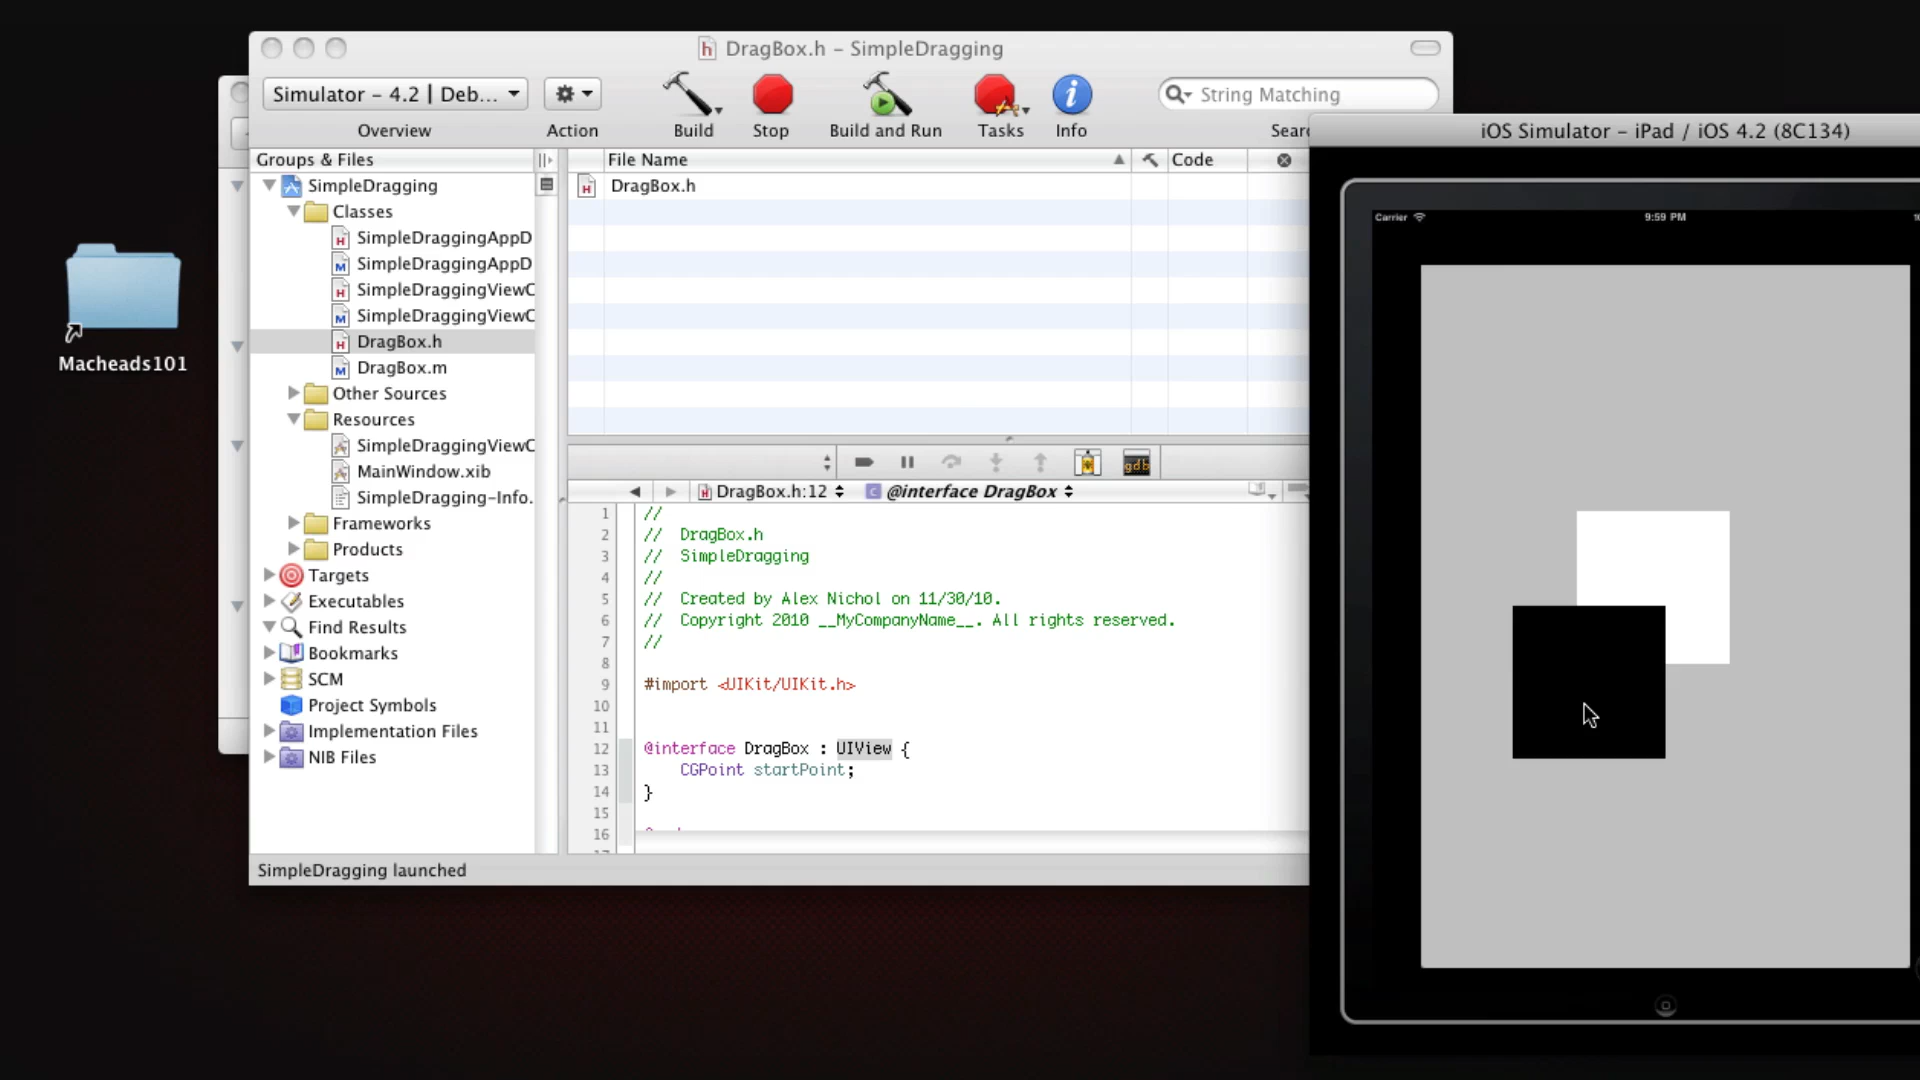 DragBox.h – SimpleDragging
Simulator – 4.2 | Deb...
String Matching
Overview
Action
Build
Stop
Build and Run
Tasks
Info
Groups & Files
File Name
Code
SimpleDragging
DragBox.h
Classes
SimpleDraggingAppD
SimpleDraggingAppD
SimpleDraggingViewC
SimpleDraggingViewC
DragBox.h
DragBox.m
Other Sources
Resources
SimpleDraggingViewC
MainWindow.xib
SimpleDragging-Info.
Frameworks
Products
Targets
Executables
Find Results
Bookmarks
SCM
Project Symbols
Implementation Files
NIB Files
gdb
DragBox.h:12
C @interface DragBox
1 //
2 // DragBox.h
3 // SimpleDragging
4 //
5 // Created by Alex Nichol on 11/30/10.
6 // Copyright 2010 __MyCompanyName__. All rights reserved.
7 //
8
9 #import <UIKit/UIKit.h>
10
11
12 @interface DragBox : UIView {
13 CGPoint startPoint;
14 }
15
16
SimpleDragging launched
Macheads101
iOS Simulator – iPad / iOS 4.2 (8C134)
Carrier
9:59 PM